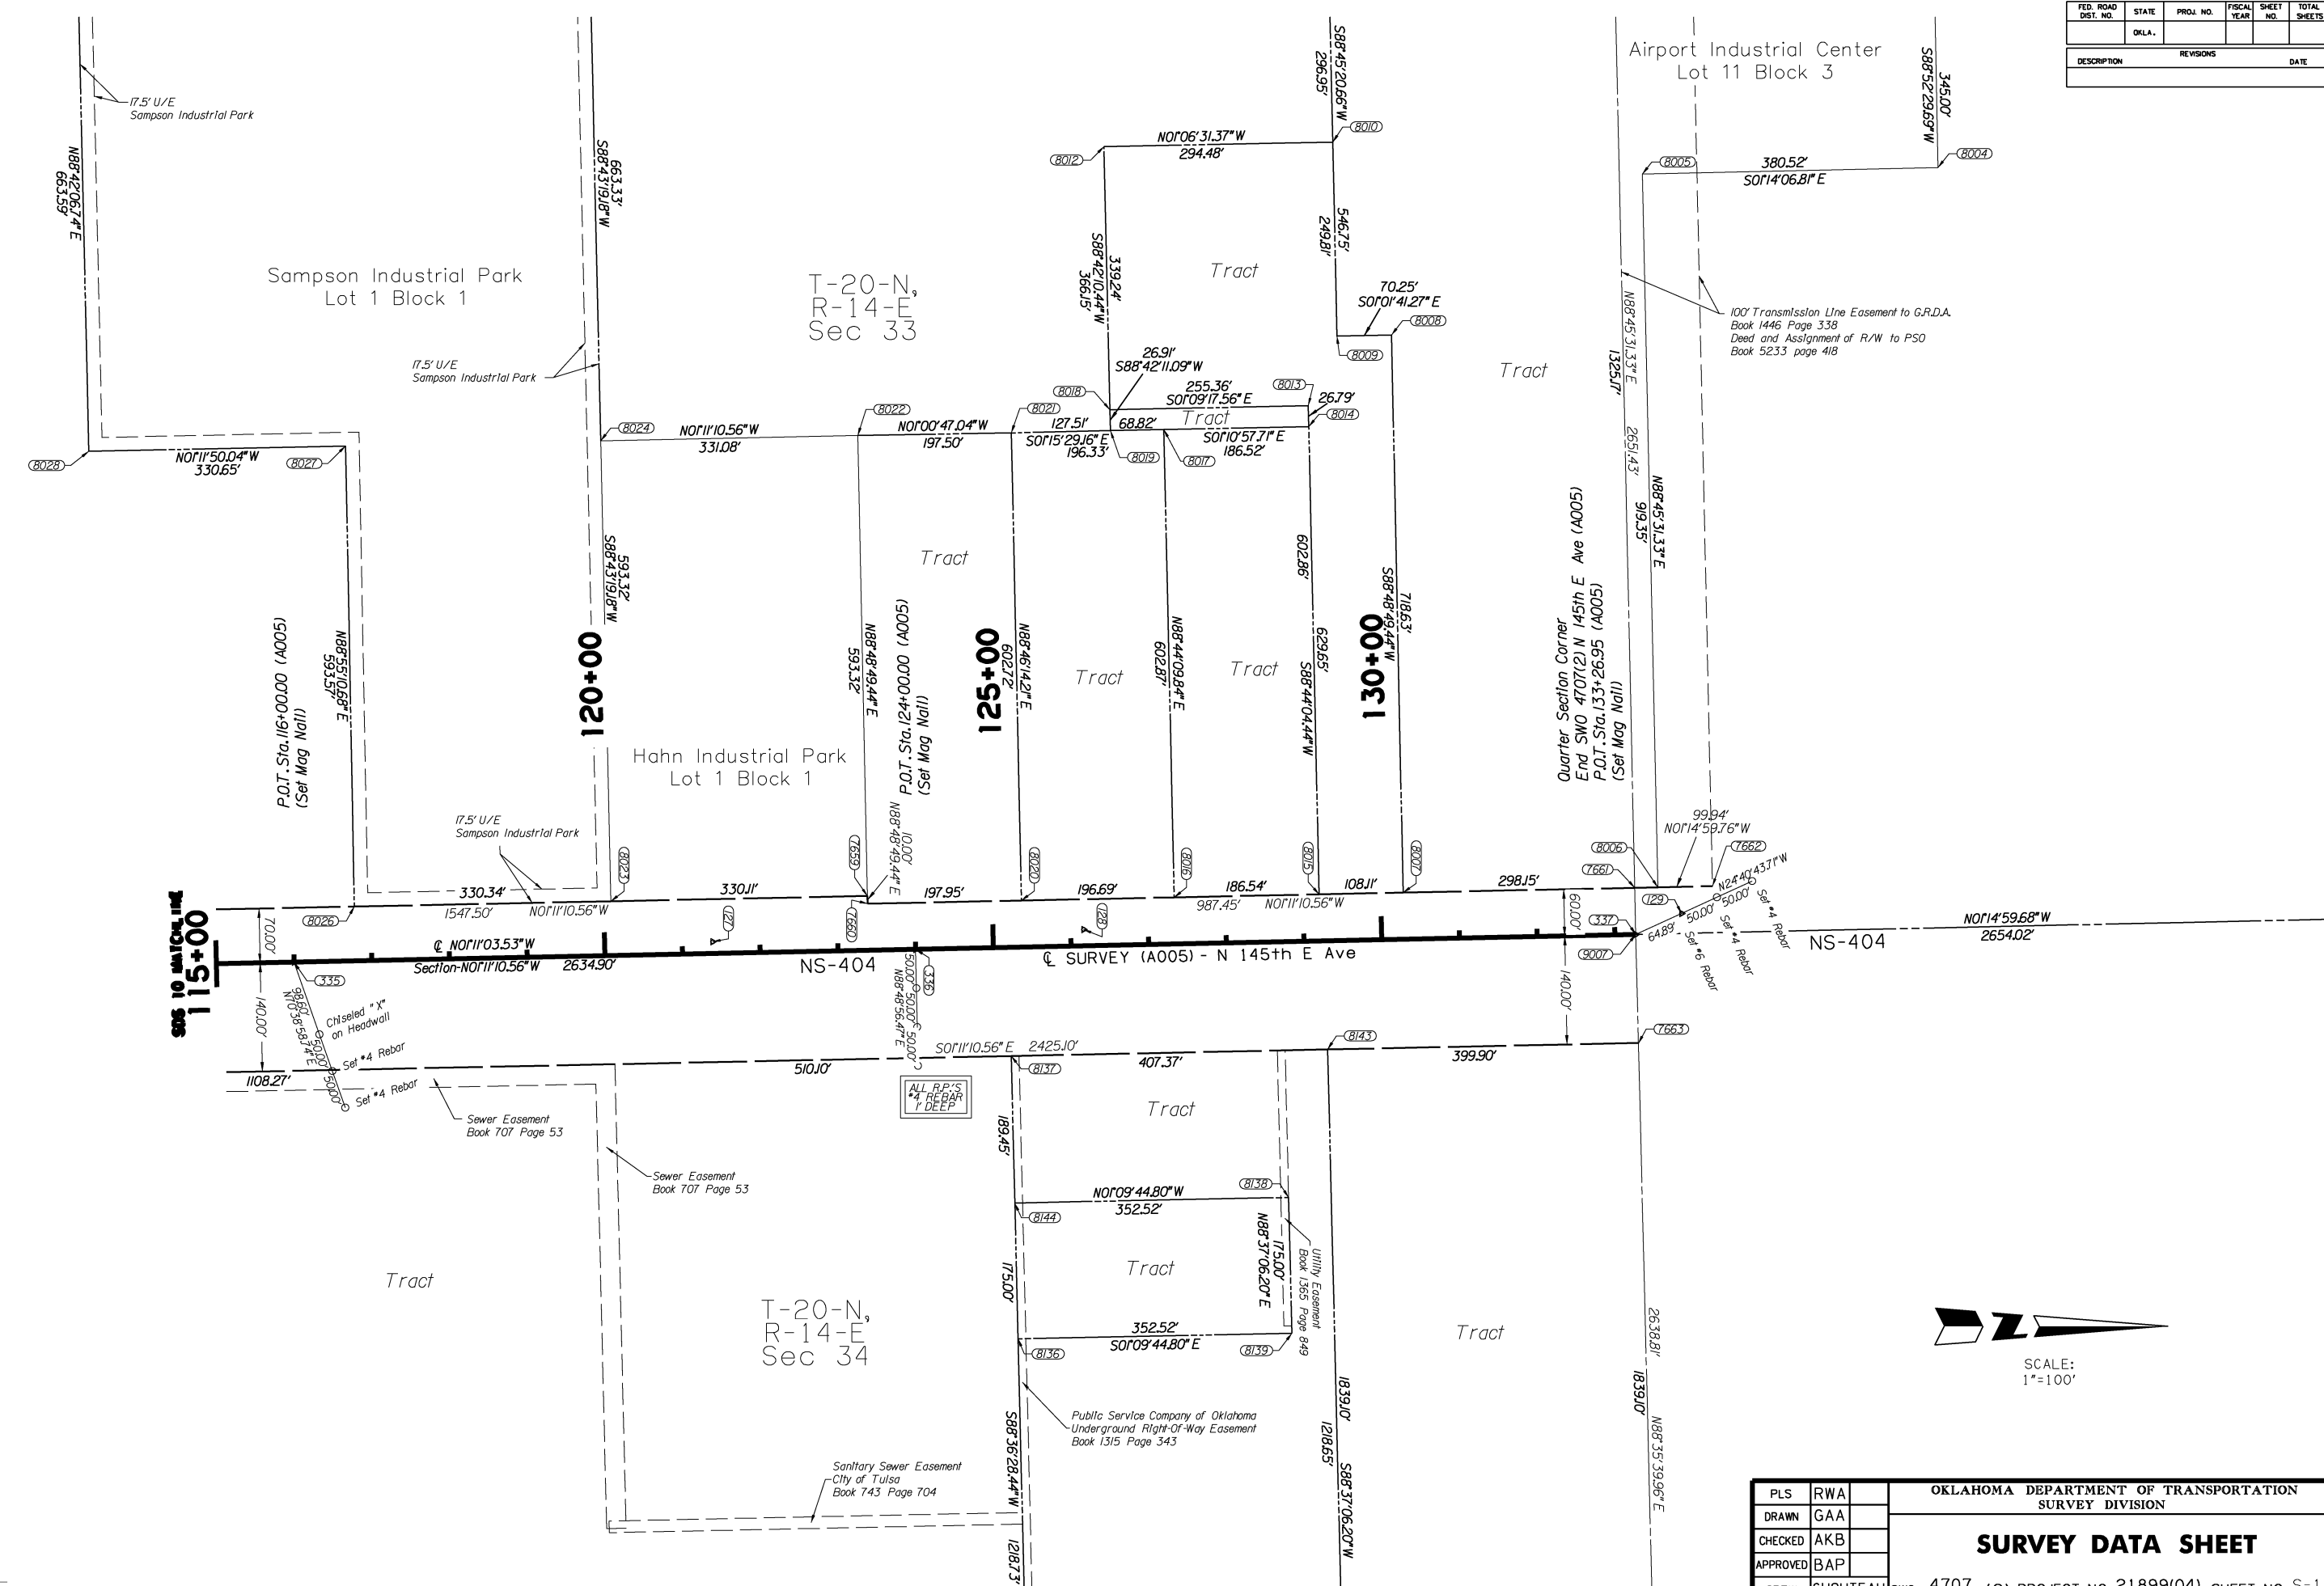 FED. ROAD DIST. NO.
STATE
PROJ. NO.
FISCAL YEAR
SHEET NO.
TOTAL SHEETS
OKLA.
REVISIONS
DESCRIPTION
DATE
Airport Industrial Center
Lot 11 Block 3
S88°52'29.69"W
345.00'
8004
8005
380.52'
S01°14'06.81"E
S88°45'20.66"W
296.95'
8010
N01°06'31.37"W
294.48'
8012
17.5' U/E
Sampson Industrial Park
N88°42'06.74"E
663.59'
663.33'
S88°43'19.18"W
Sampson Industrial Park
Lot 1 Block 1
T-20-N,
R-14-E
Sec 33
339.24'
S88°42'10.44"W
366.15'
Tract
546.75'
249.81'
70.25'
S01°01'41.27"E
8008
8009
100' Transmission Line Easement to G.R.D.A.
Book 1446 Page 338
Deed and Assignment of R/W to PSO
Book 5233 page 418
N88°45'31.33"E
1325.17'
2651.43'
Tract
17.5' U/E
Sampson Industrial Park
26.91'
S88°42'11.09"W
8018
255.36'
S01°09'17.56"E
8013
26.79'
8014
Tract
8024
N01°11'10.56"W
331.08'
8022
N01°00'47.04"W
197.50'
8021
127.51'
68.82'
S01°15'29.16"E
196.33'
8019
8017
S01°10'57.71"E
186.52'
8028
N01°11'50.04"W
330.65'
8027
593.32'
S88°43'19.18"W
Tract
602.86'
N88°45'31.33"E
919.35'
N88°55'10.68"E
593.57'
P.O.T. Sta. 116+00.00 (A005)
(Set Mag Nail)
120+00
N88°48'49.44"E
593.32'
P.O.T. Sta. 124+00.00 (A005)
(Set Mag Nail)
125+00
N88°46'14.21"E
602.72'
Tract
N88°44'09.84"E
602.87'
Tract
629.65'
S88°44'04.44"W
130+00
718.63'
S88°48'49.44"W
Quarter Section Corner
End SWO 4707(2) N 145th E Ave (A005)
P.O.T. Sta. 133+26.95 (A005)
(Set Mag Nail)
Hahn Industrial Park
Lot 1 Block 1
17.5' U/E
Sampson Industrial Park
10.00'
N88°48'49.44"E
99.94'
N01°14'59.76"W
8023
7659
8020
8016
8015
8007
8006
7661
7662
N24°40'43.71"W
330.34'
1547.50'
N01°11'10.56"W
330.11'
197.95'
196.69'
987.45'
186.54'
N01°11'10.56"W
108.11'
298.15'
60.00'
129
50.00'
50.00'
Set #4 Rebar
Set #4 Rebar
Set #6 Rebar
64.89'
337
9007
8026
70.00'
127
7660
128
SDS 10 MATCH LINE
115+00
℄ N01°11'03.53"W
Section-N01°11'10.56"W
2634.90'
NS-404
℄ SURVEY (A005) - N 145th E Ave
NS-404
N01°14'59.68"W
2654.02'
335
98.60'
N70°38'58.74"E
Chiseled "X"
on Headwall
50.00'
50.00'
Set #4 Rebar
Set #4 Rebar
140.00'
336
50.00' 50.00' 50.00'
N88°48'56.47"E
140.00'
7663
8143
S01°11'10.56"E
2425.10'
1108.27'
510.10'
8137
407.37'
399.90'
ALL R.P.'S
#4 REBAR
1' DEEP
Sewer Easement
Book 707 Page 53
Sewer Easement
Book 707 Page 53
189.45'
Tract
N01°09'44.80"W
352.52'
8138
8144
175.00'
Tract
175.00'
N88°37'06.20"E
Utility Easement
Book 1365 Page 849
352.52'
S01°09'44.80"E
8136
8139
Tract
T-20-N,
R-14-E,
Sec 34
Tract
2638.81'
1839.10'
N88°35'39.96"E
1839.10'
1218.65'
S88°37'06.20"W
S88°36'28.44"W
1218.73'
Public Service Company of Oklahoma
Underground Right-Of-Way Easement
Book 1315 Page 343
Sanitary Sewer Easement
City of Tulsa
Book 743 Page 704
N
SCALE:
1"=100'
PLS RWA
DRAWN GAA
CHECKED AKB
APPROVED BAP
OKLAHOMA DEPARTMENT OF TRANSPORTATION
SURVEY DIVISION
SURVEY DATA SHEET
4707 (2) PROJECT NO. 21899(04) SHEET NO.